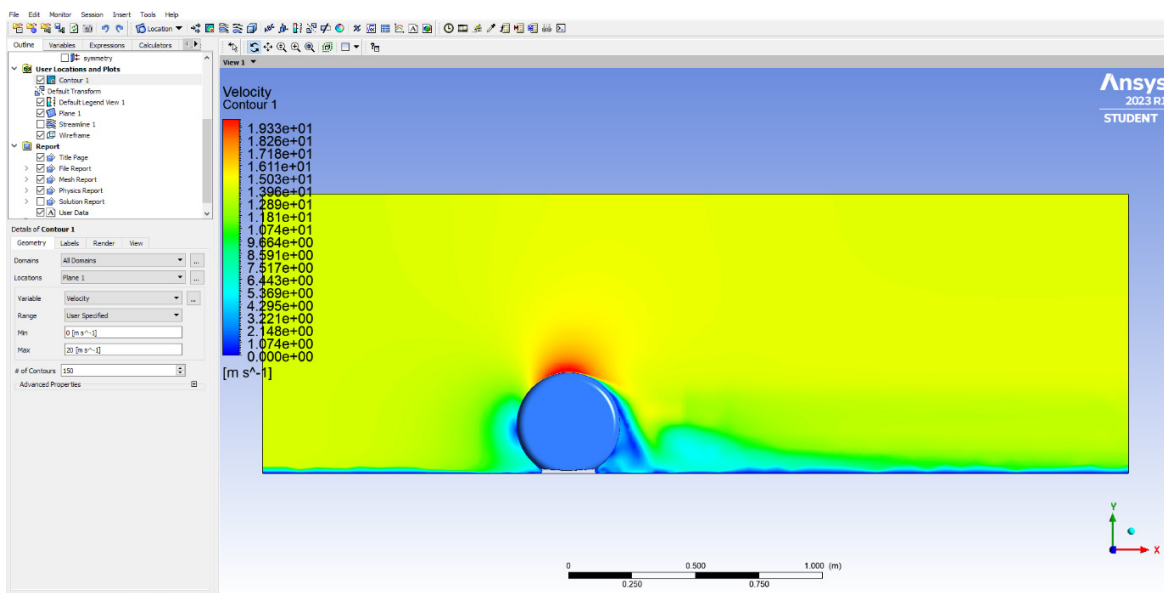 File Edit Monitor Session Insert Tools Help
Location
Outline Variables Expressions Calculators
symmetry
User Locations and Plots
Contour 1
Default Transform
Default Legend View 1
Plane 1
Streamline 1
Wireframe
Report
Title Page
File Report
Mesh Report
Physics Report
Solution Report
User Data
Details of Contour 1
Geometry Labels Render View
Domains All Domains ...
Locations Plane 1 ...
Variable Velocity ...
Range User Specified
Min 0 [m s^-1]
Max 20 [m s^-1]
# of Contours 150
Advanced Properties
View 1
Velocity
Contour 1
1.933e+01
1.826e+01
1.718e+01
1.611e+01
1.503e+01
1.396e+01
1.289e+01
1.181e+01
1.074e+01
9.664e+00
8.591e+00
7.517e+00
6.443e+00
5.369e+00
4.295e+00
3.221e+00
2.148e+00
1.074e+00
0.000e+00
[m s^-1]
Ansys
2023 R1
STUDENT
Y
X
0 0.500 1.000 (m)
0.250 0.750